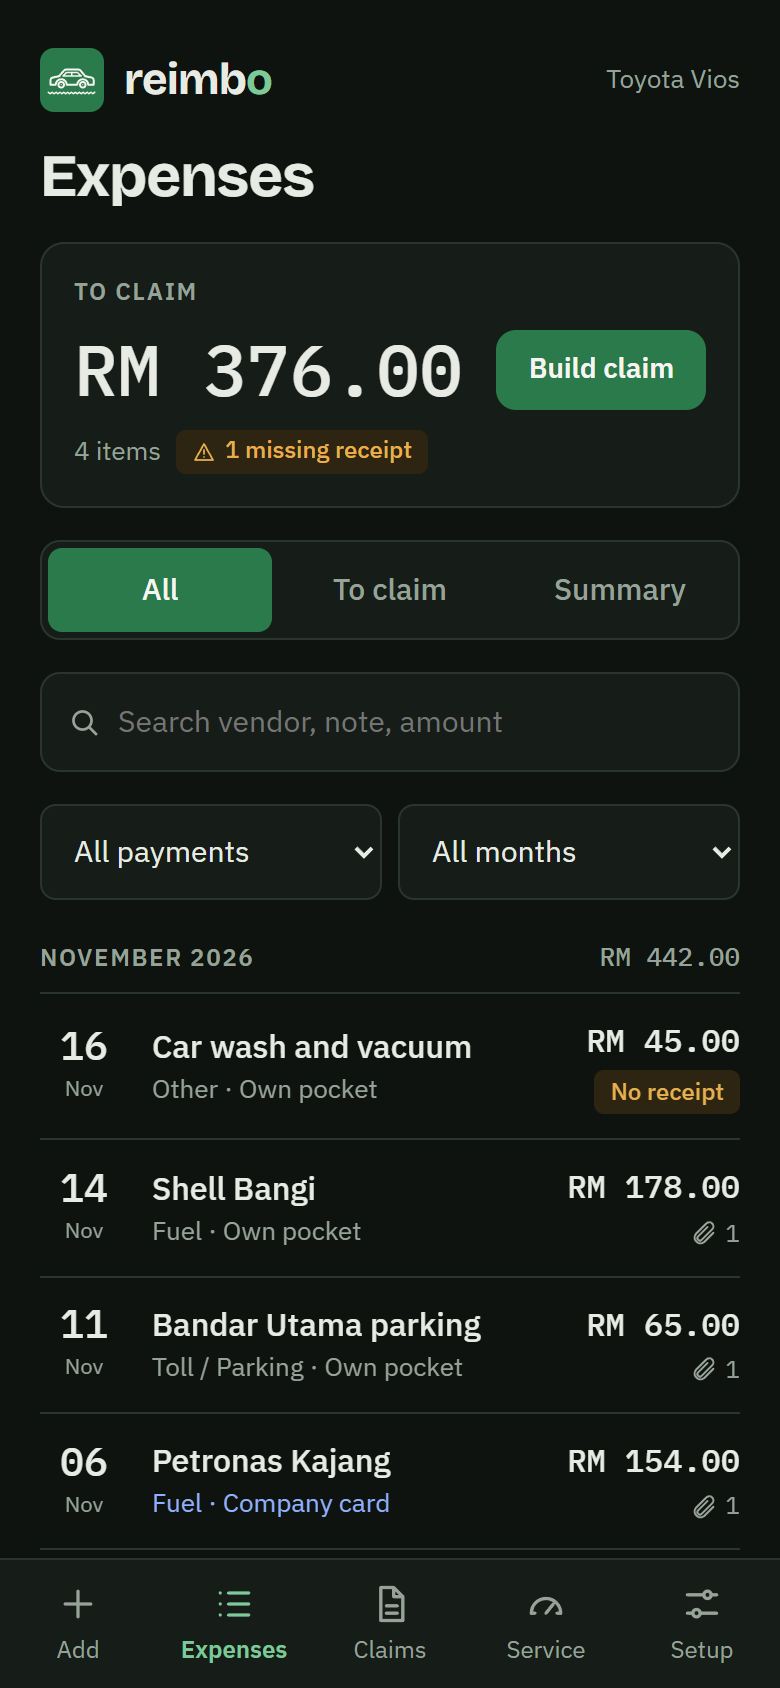 reimbo
Toyota Vios
Expenses
TO CLAIM
RM 376.00
Build claim
4 items
1 missing receipt
All
To claim
Summary
Search vendor, note, amount
All payments
All months
NOVEMBER 2026
RM 442.00
16
Nov
Car wash and vacuum
Other · Own pocket
RM 45.00
No receipt
14
Nov
Shell Bangi
Fuel · Own pocket
RM 178.00
1
11
Nov
Bandar Utama parking
Toll / Parking · Own pocket
RM 65.00
1
06
Nov
Petronas Kajang
Fuel · Company card
RM 154.00
1
Add
Expenses
Claims
Service
Setup